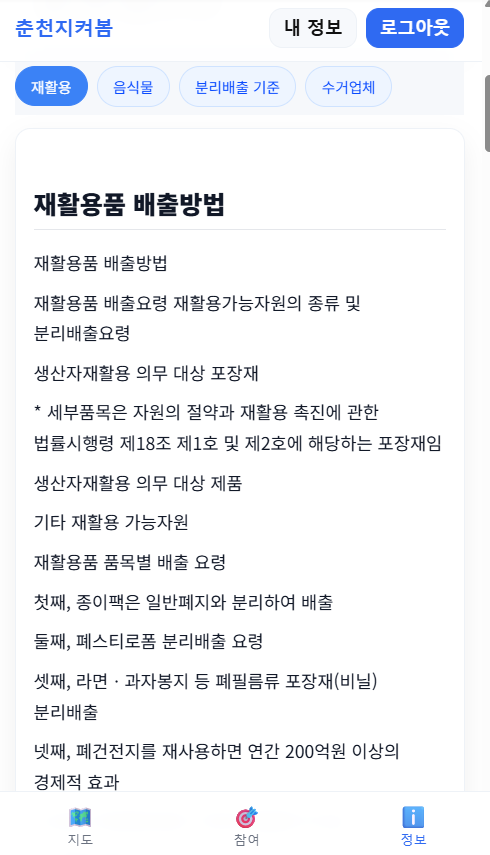 춘천지켜봄
내 정보
로그아웃
재활용
음식물
분리배출 기준
수거업체
재활용품 배출방법
재활용품 배출방법
재활용품 배출요령 재활용가능자원의 종류 및
분리배출요령
생산자재활용 의무 대상 포장재
* 세부품목은 자원의 절약과 재활용 촉진에 관한
법률시행령 제18조 제1호 및 제2호에 해당하는 포장재임
생산자재활용 의무 대상 제품
기타 재활용 가능자원
재활용품 품목별 배출 요령
첫째, 종이팩은 일반폐지와 분리하여 배출
둘째, 폐스티로폼 분리배출 요령
셋째, 라면ㆍ과자봉지 등 폐필름류 포장재(비닐)
분리배출
넷째, 폐건전지를 재사용하면 연간 200억원 이상의
경제적 효과
지도
참여
정보